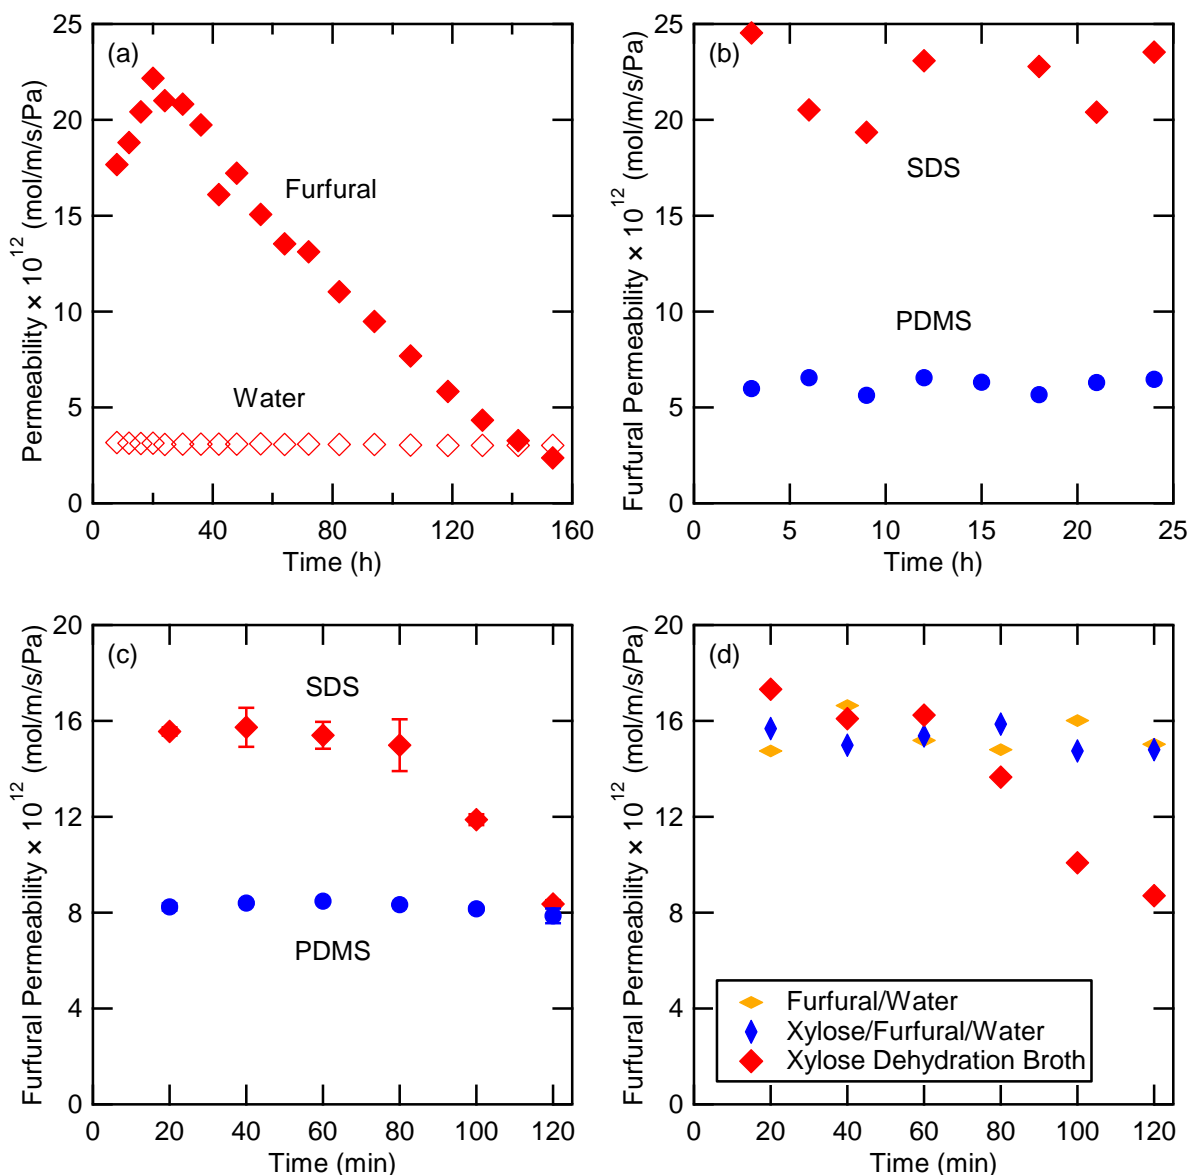 (a)
Permeability × 10^12 (mol/m/s/Pa)
25
20
15
10
5
0
Furfural
Water
0 40 80 120 160
Time (h)
(b)
Furfural Permeability × 10^12 (mol/m/s/Pa)
25
20
15
10
5
0
SDS
PDMS
0 5 10 15 20 25
Time (h)
(c)
Furfural Permeability × 10^12 (mol/m/s/Pa)
20
16
12
8
4
0
SDS
PDMS
0 20 40 60 80 100 120
Time (min)
(d)
Furfural Permeability × 10^12 (mol/m/s/Pa)
20
16
12
8
4
0
Furfural/Water
Xylose/Furfural/Water
Xylose Dehydration Broth
0 20 40 60 80 100 120
Time (min)